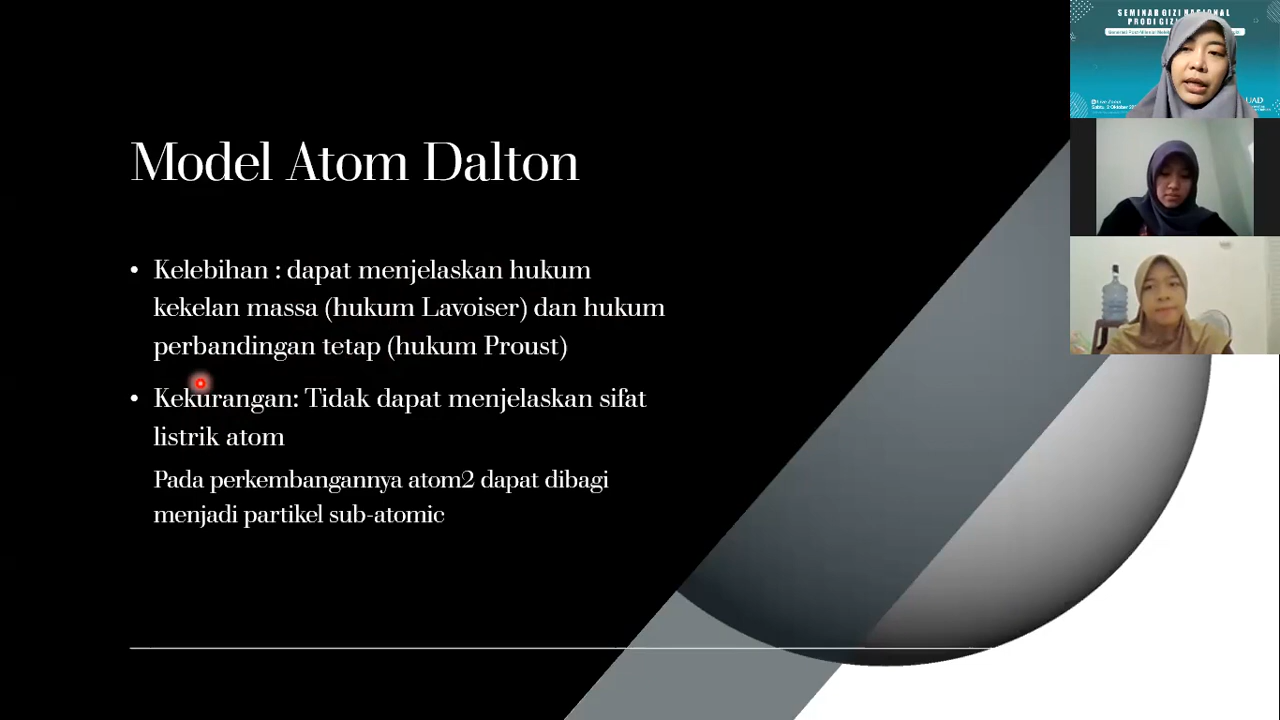 Model Atom Dalton
• Kelebihan : dapat menjelaskan hukum
kekelan massa (hukum Lavoiser) dan hukum
perbandingan tetap (hukum Proust)
• Kekurangan: Tidak dapat menjelaskan sifat
listrik atom
Pada perkembangannya atom2 dapat dibagi
menjadi partikel sub-atomic
SEMINAR GIZI NASIONAL
PRODI GIZI
UAD